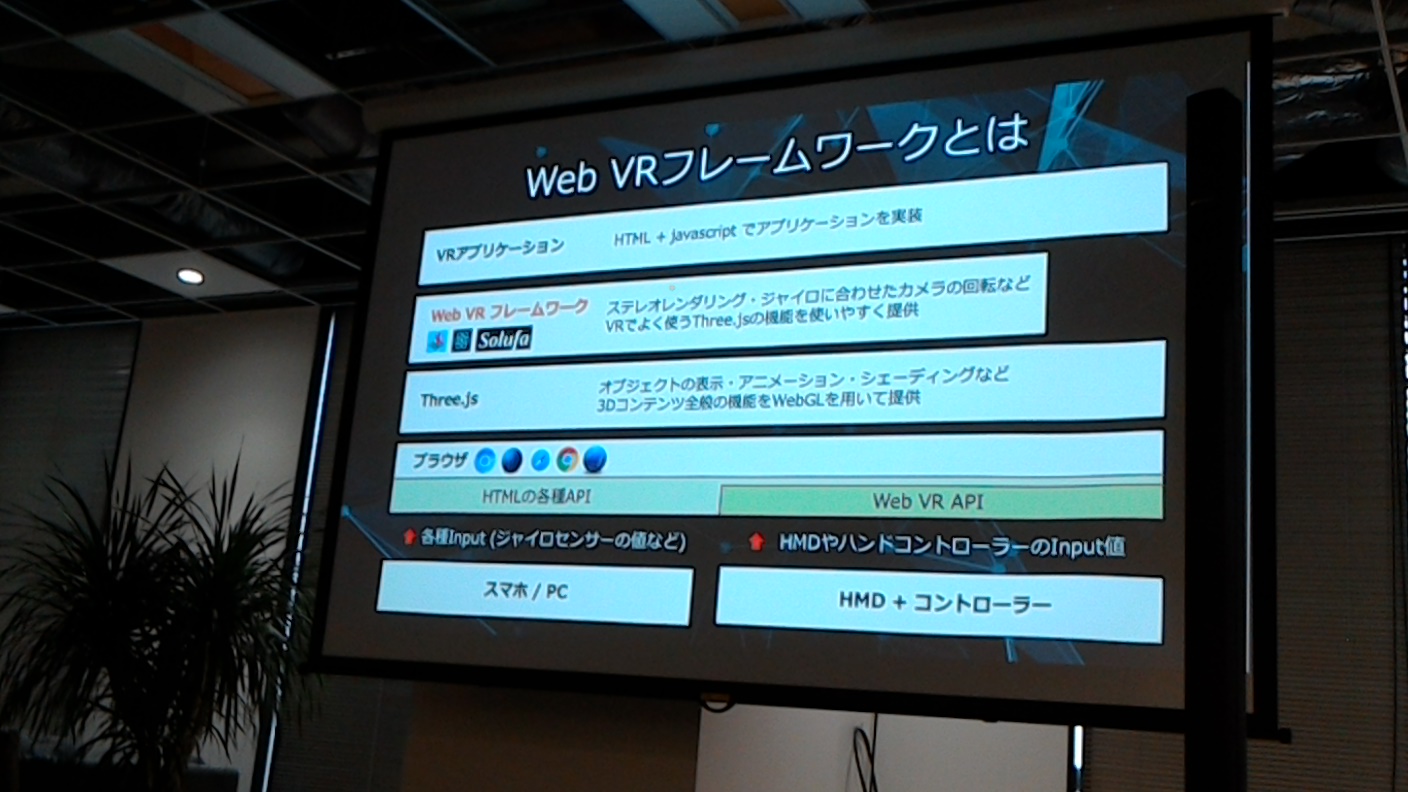 Web VRフレームワークとは
VRアプリケーション
HTML + javascript でアプリケーションを実装
Web VR フレームワーク
Solufa
ステレオレンダリング・ジャイロに合わせたカメラの回転など
VRでよく使うThree.jsの機能を使いやすく提供
Three.js
オブジェクトの表示・アニメーション・シェーディングなど
3Dコンテンツ全般の機能をWebGLを用いて提供
ブラウザ
HTMLの各種API
Web VR API
各種Input (ジャイロセンサーの値など)
HMDやハンドコントローラーのInput値
スマホ / PC
HMD + コントローラー